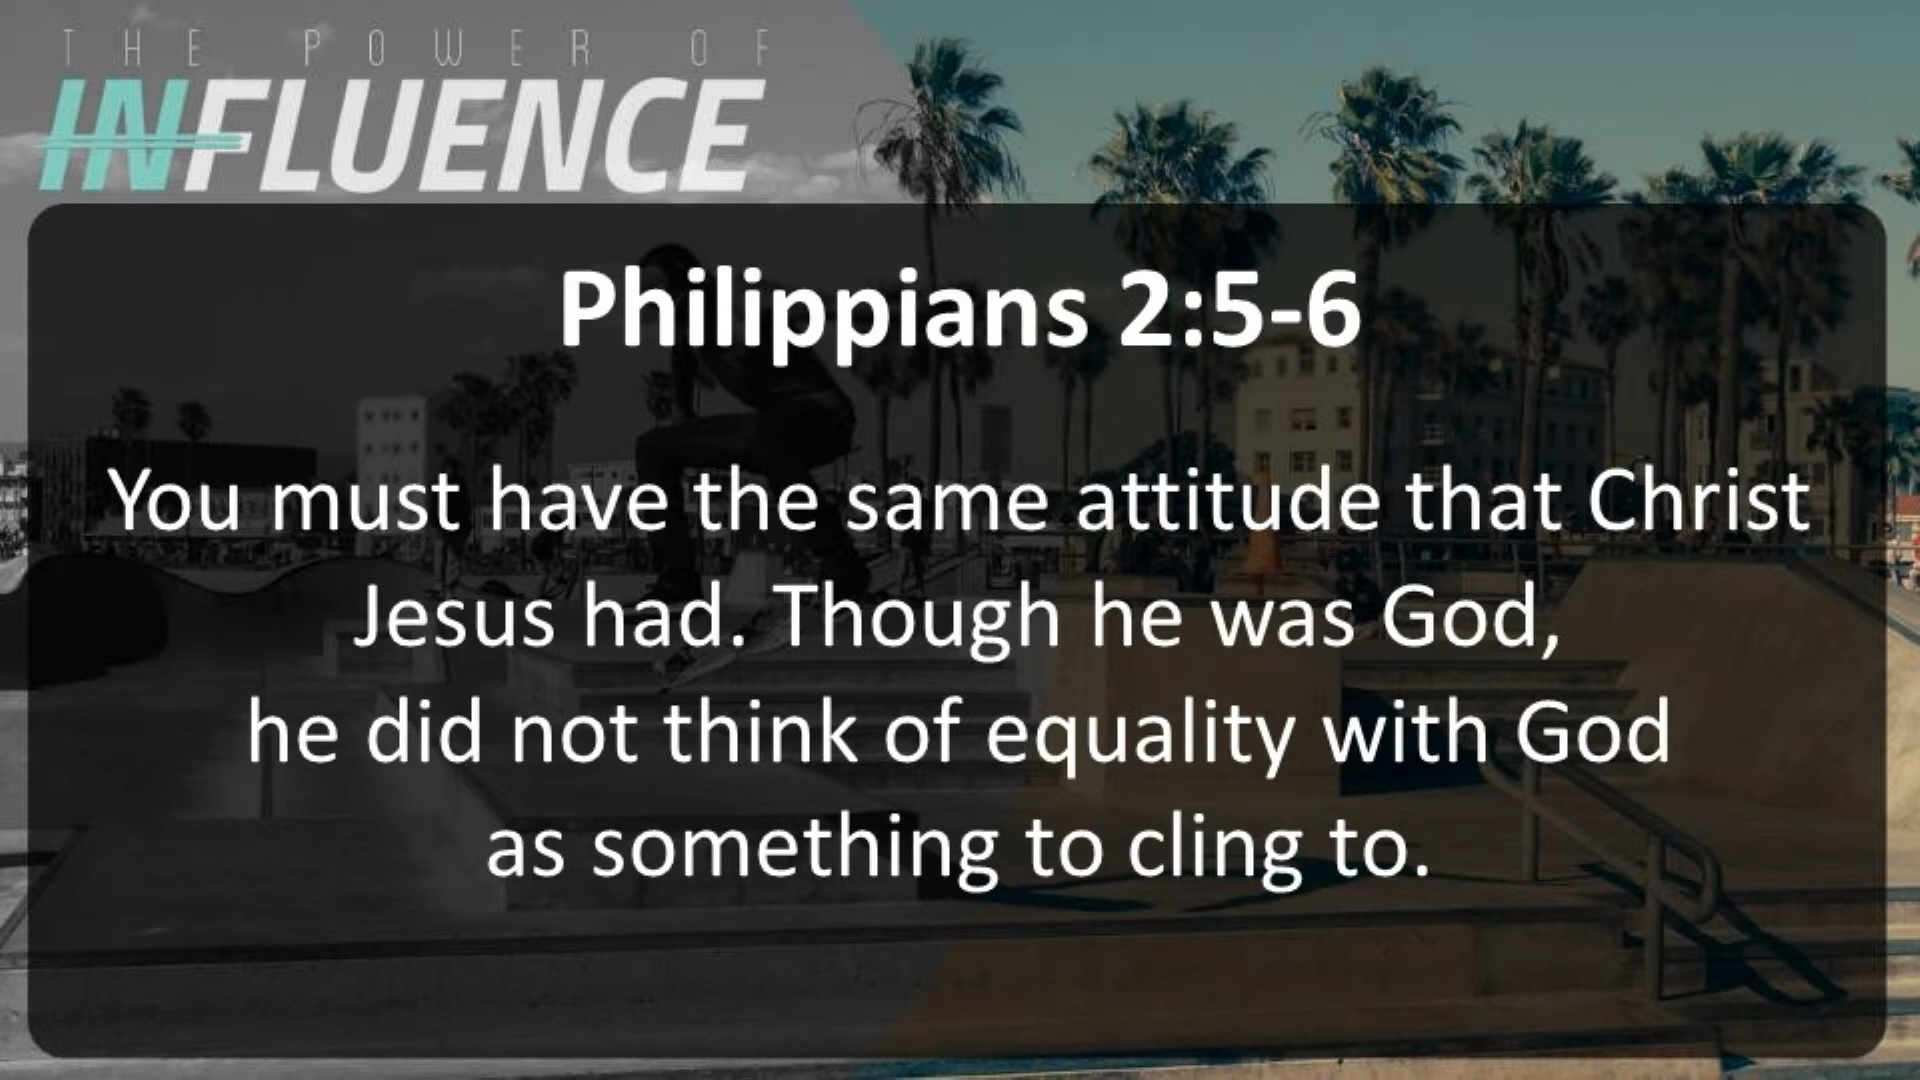 THE POWER OF
INFLUENCE
Philippians 2:5-6
You must have the same attitude that Christ
Jesus had. Though he was God,
he did not think of equality with God
as something to cling to.